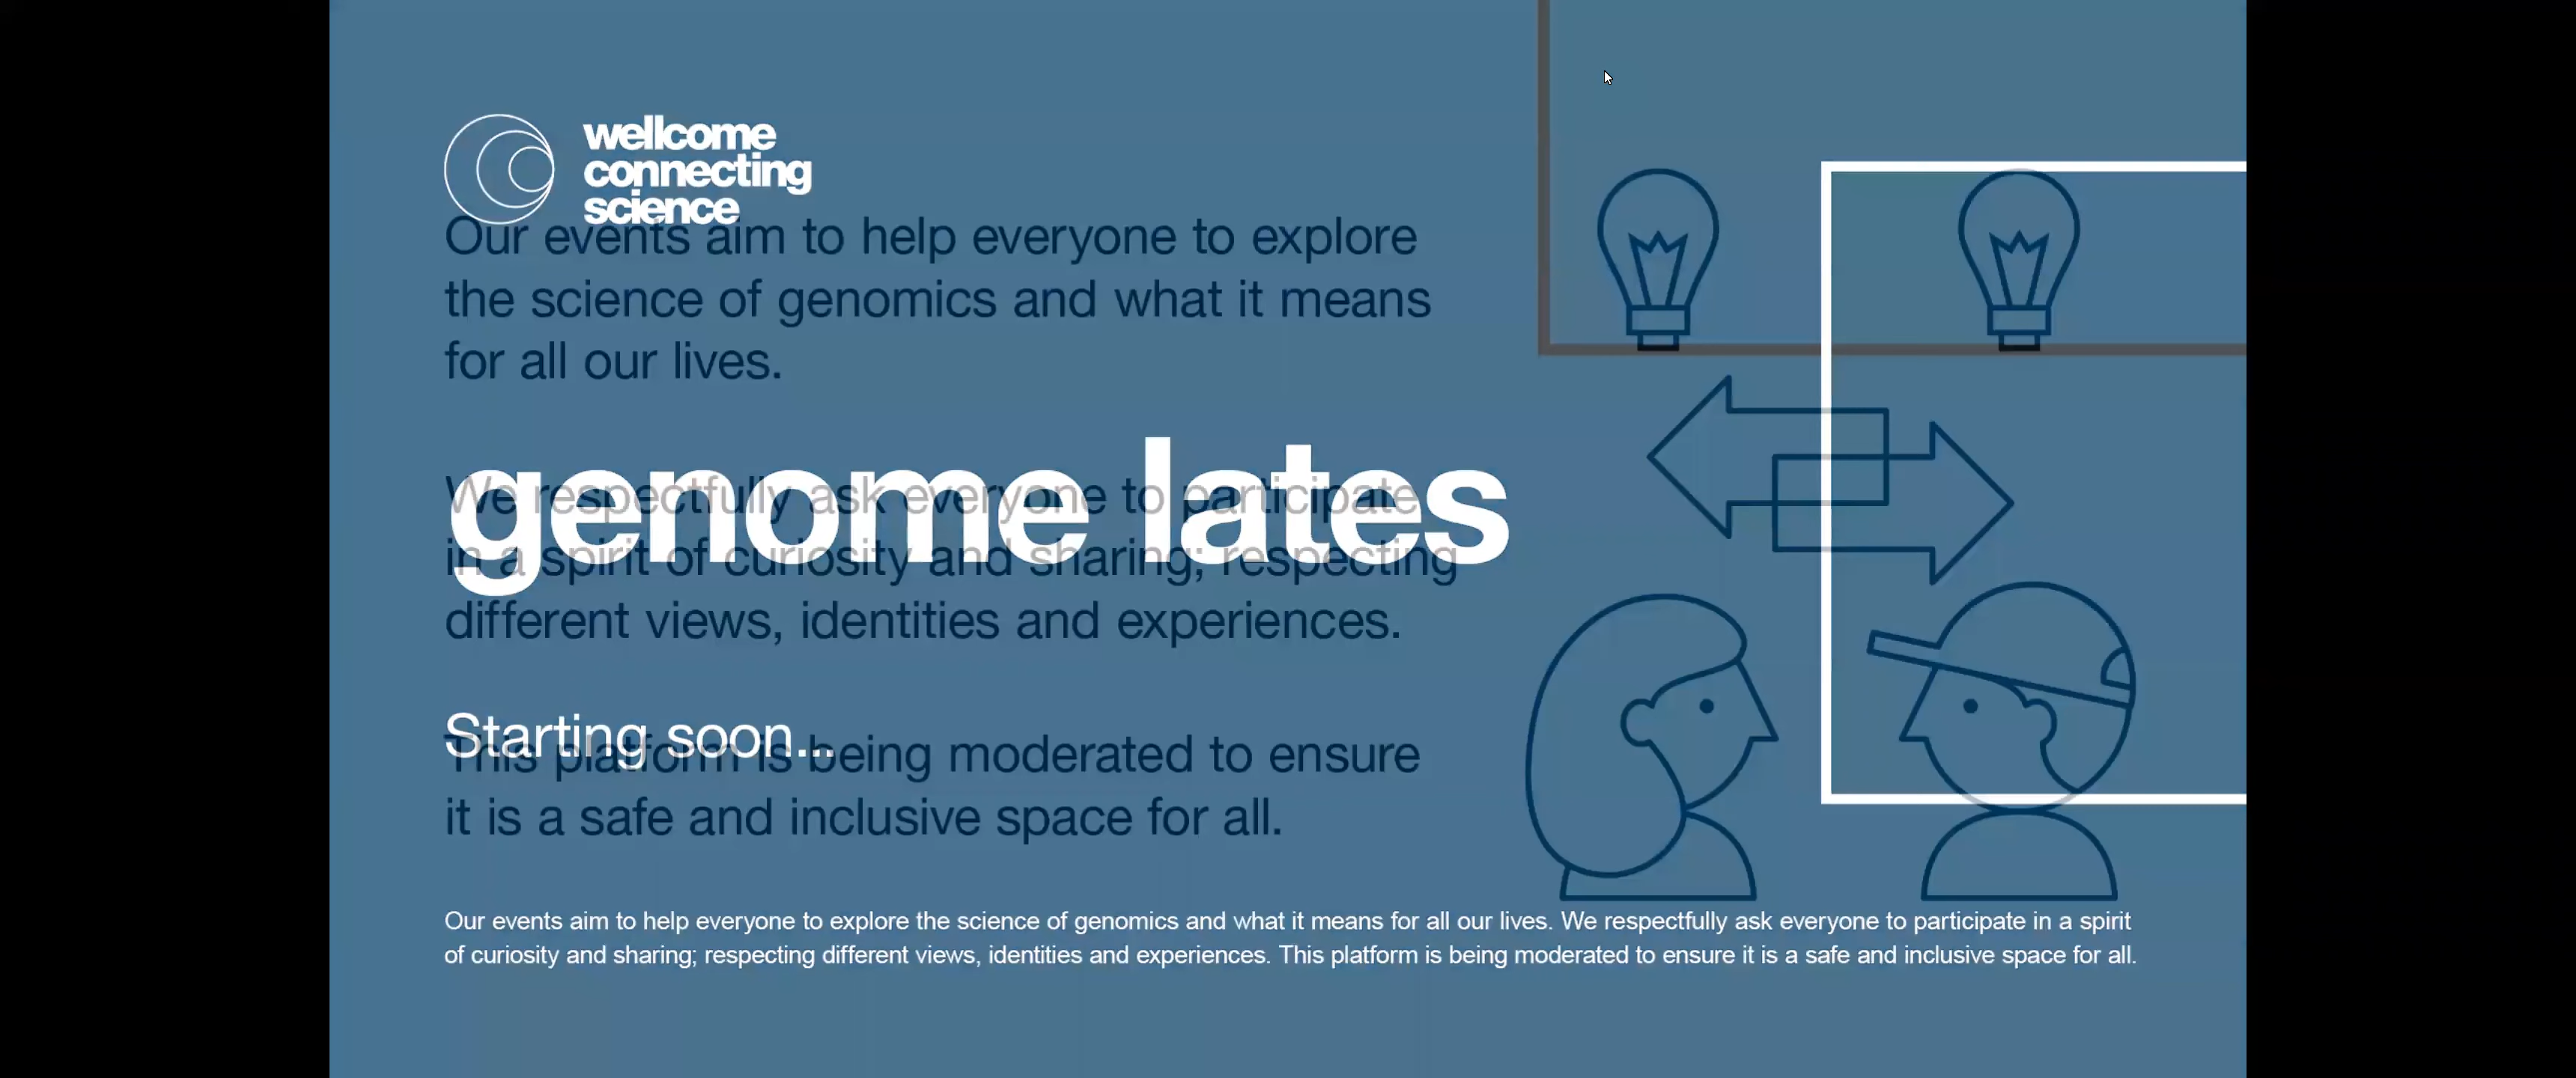 wellcome
connecting
science
Our events aim to help everyone to explore
the science of genomics and what it means
for all our lives.
genome lates
We respectfully ask everyone to participate
in a spirit of curiosity and sharing; respecting
different views, identities and experiences.
Starting soon...
This platform is being moderated to ensure
it is a safe and inclusive space for all.
Our events aim to help everyone to explore the science of genomics and what it means for all our lives. We respectfully ask everyone to participate in a spirit
of curiosity and sharing; respecting different views, identities and experiences. This platform is being moderated to ensure it is a safe and inclusive space for all.